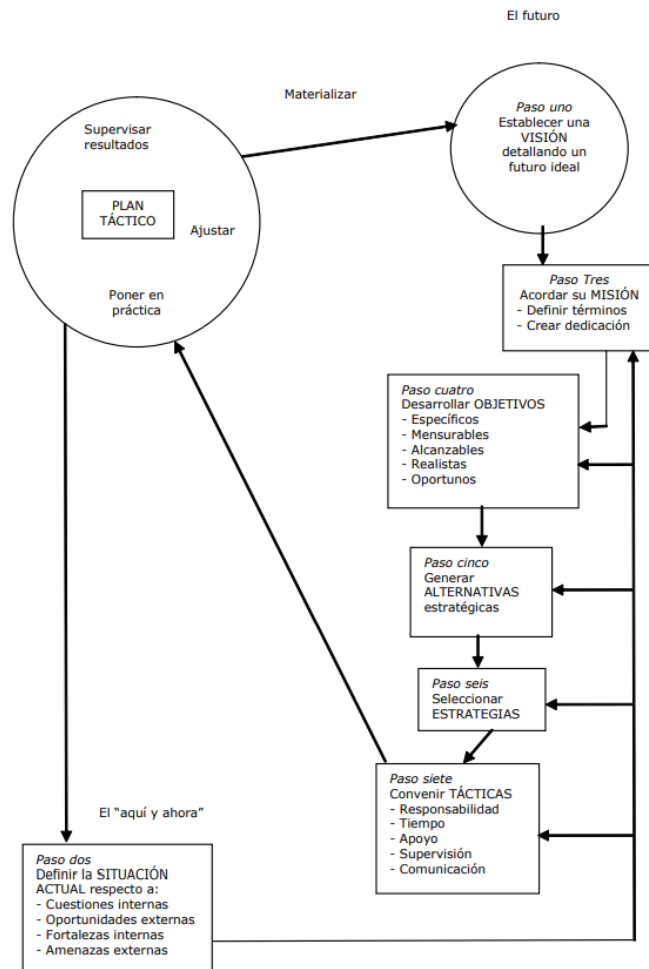 El futuro
Materializar
Paso uno
Establecer una
VISIÓN
detallando un
futuro ideal
Supervisar
resultados
PLAN
TÁCTICO
Ajustar
Poner en
práctica
Paso Tres
Acordar su MISIÓN
- Definir términos
- Crear dedicación
Paso cuatro
Desarrollar OBJETIVOS
- Específicos
- Mensurables
- Alcanzables
- Realistas
- Oportunos
Paso cinco
Generar
ALTERNATIVAS
estratégicas
Paso seis
Seleccionar
ESTRATEGIAS
Paso siete
Convenir TÁCTICAS
- Responsabilidad
- Tiempo
- Apoyo
- Supervisión
- Comunicación
El “aquí y ahora”
Paso dos
Definir la SITUACIÓN
ACTUAL respecto a:
- Cuestiones internas
- Oportunidades externas
- Fortalezas internas
- Amenazas externas